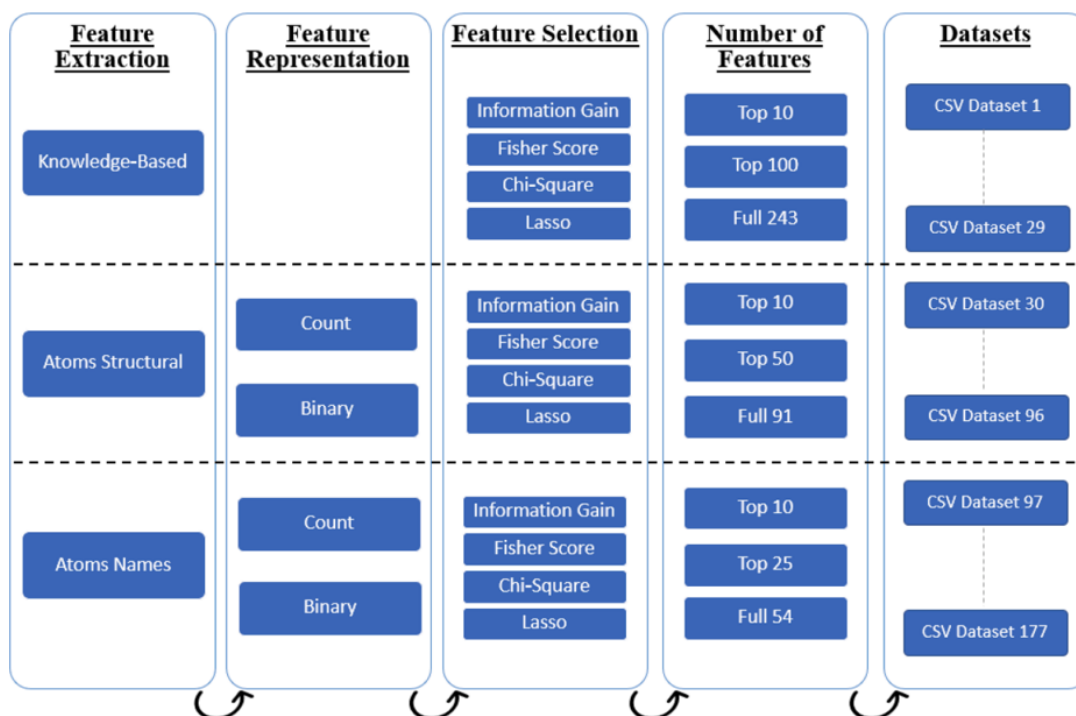 Feature
Extraction
Knowledge-Based
Atoms Structural
Atoms Names
Feature
Representation
Count
Binary
Count
Binary
Feature Selection
Information Gain
Fisher Score
Chi-Square
Lasso
Information Gain
Fisher Score
Chi-Square
Lasso
Information Gain
Fisher Score
Chi-Square
Lasso
Number of
Features
Top 10
Top 100
Full 243
Top 10
Top 50
Full 91
Top 10
Top 25
Full 54
Datasets
CSV Dataset 1
CSV Dataset 29
CSV Dataset 30
CSV Dataset 96
CSV Dataset 97
CSV Dataset 177